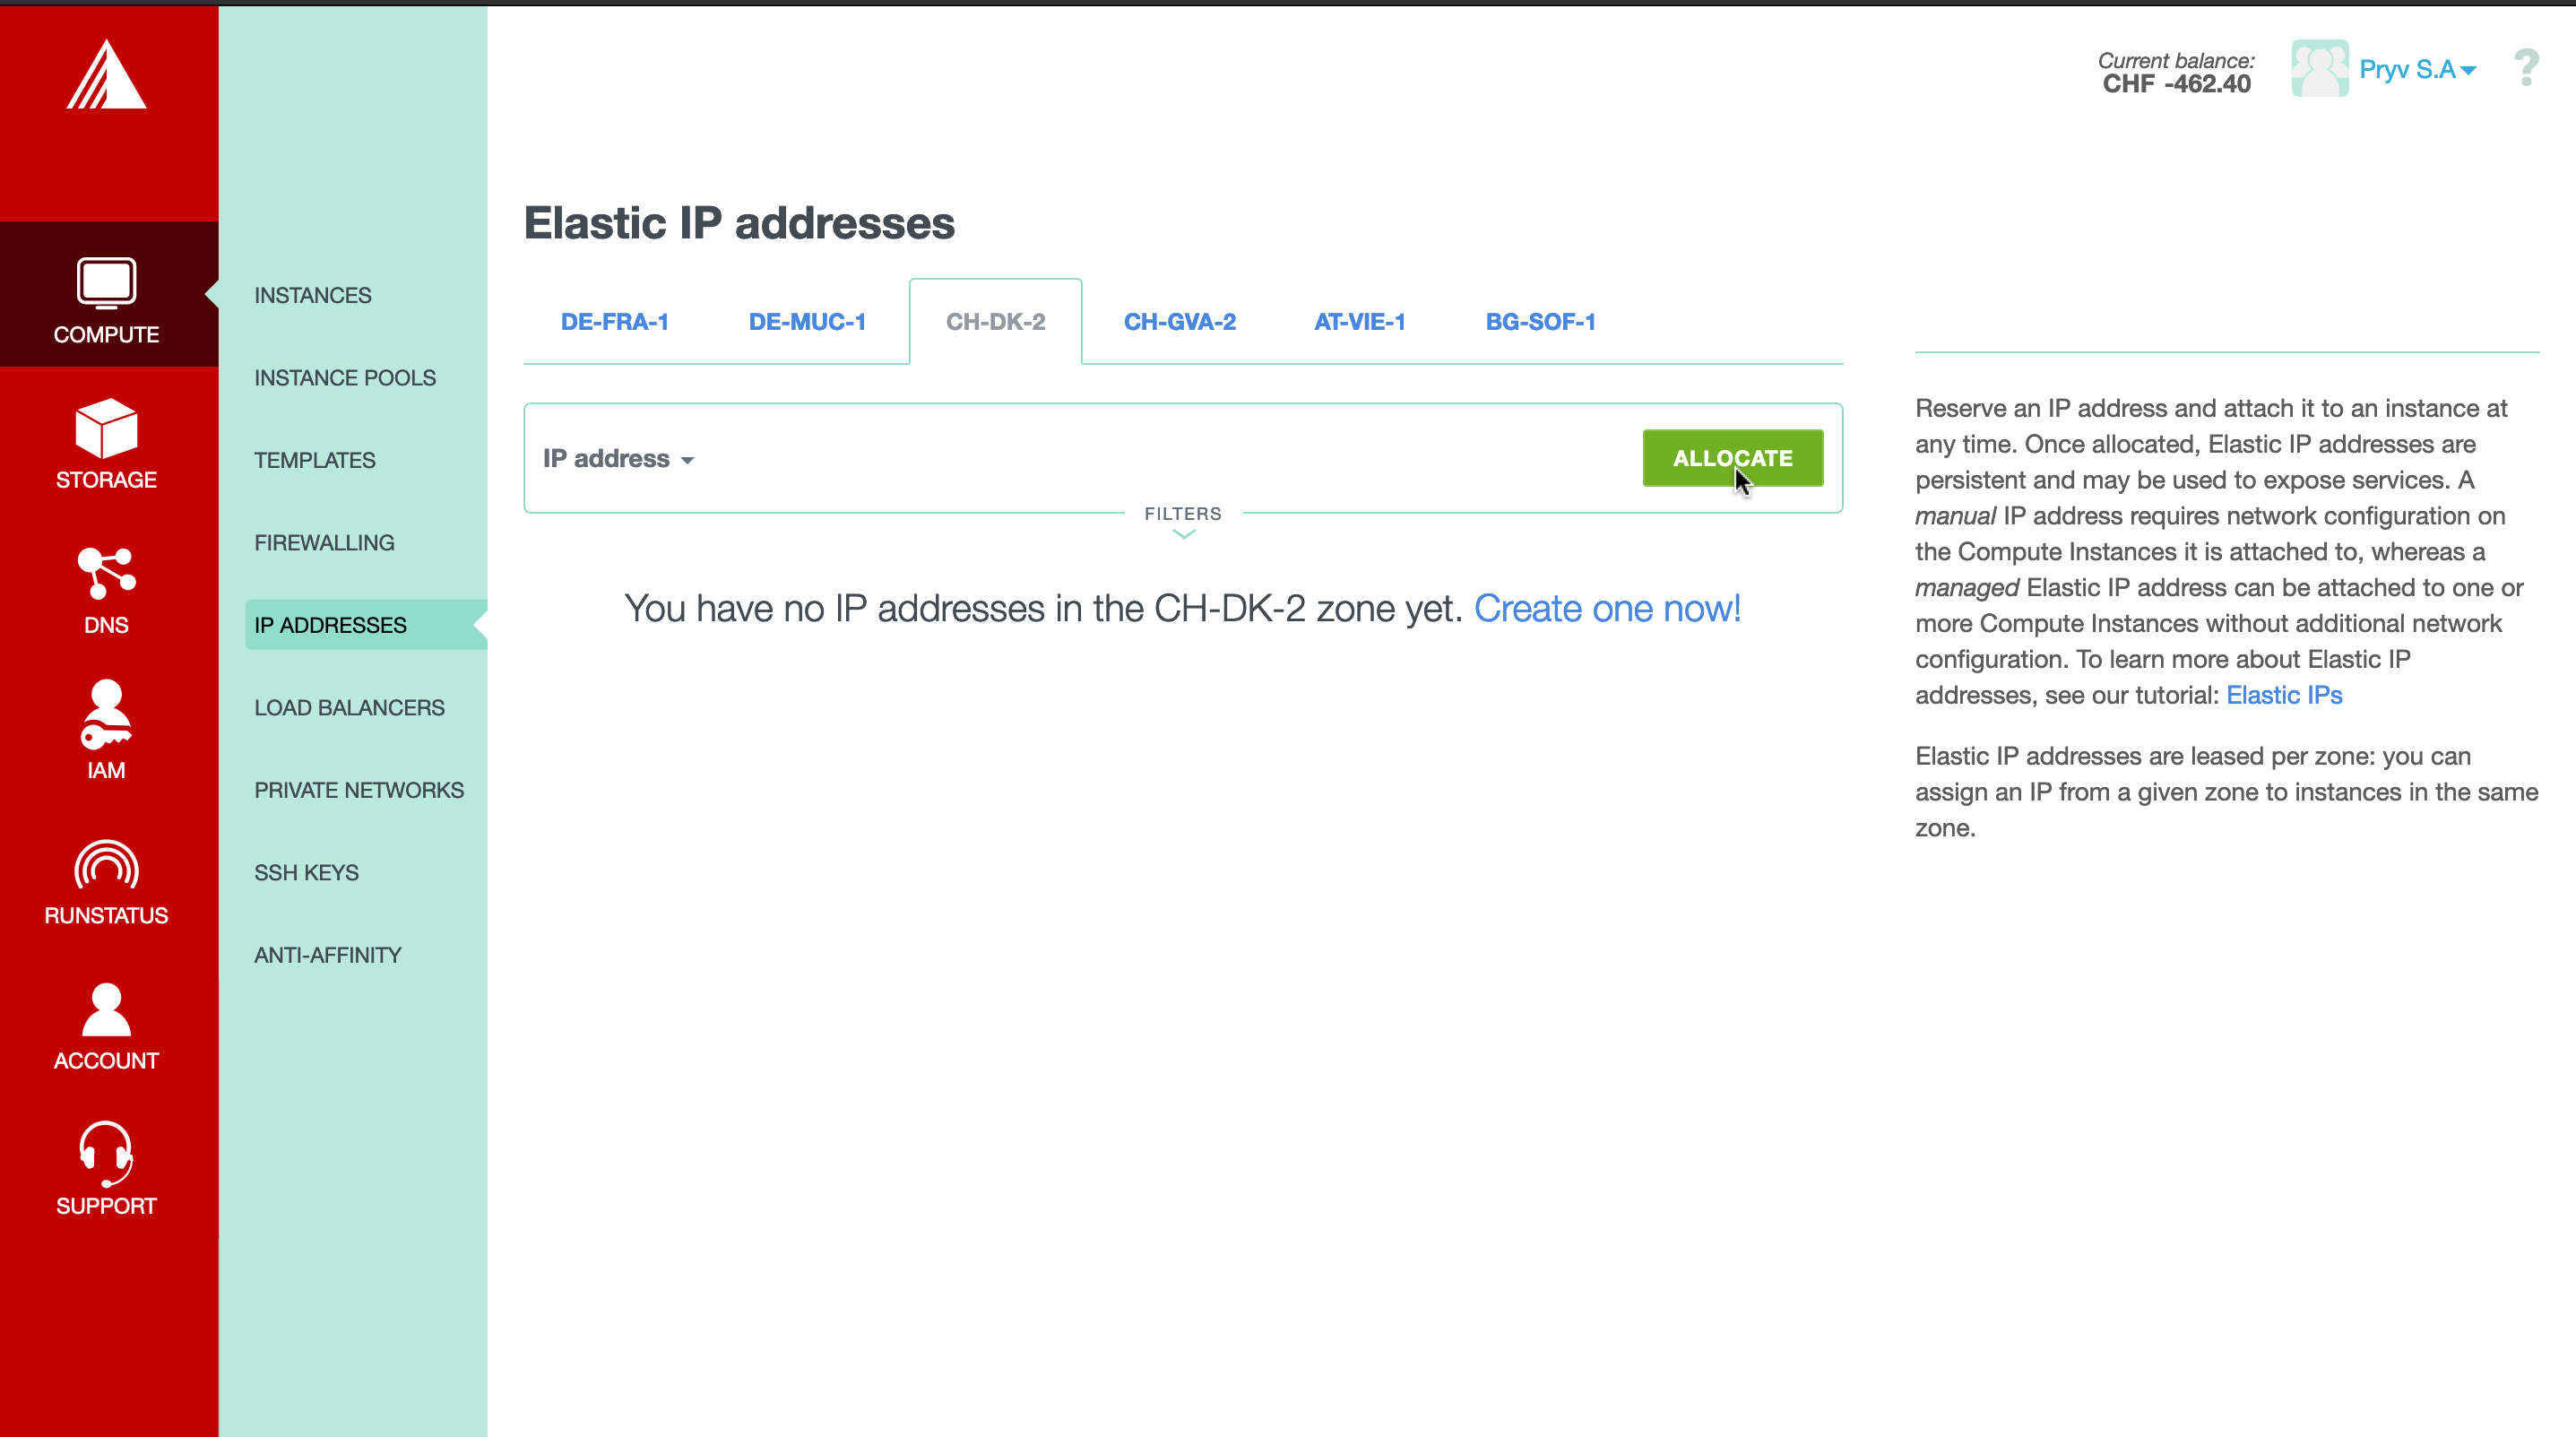 Current balance:
CHF -462.40
Pryv S.A
?
Elastic IP addresses
COMPUTE
STORAGE
DNS
IAM
RUNSTATUS
ACCOUNT
SUPPORT
INSTANCES
INSTANCE POOLS
TEMPLATES
FIREWALLING
IP ADDRESSES
LOAD BALANCERS
PRIVATE NETWORKS
SSH KEYS
ANTI-AFFINITY
DE-FRA-1 DE-MUC-1 CH-DK-2 CH-GVA-2 AT-VIE-1 BG-SOF-1
IP address
ALLOCATE
FILTERS
You have no IP addresses in the CH-DK-2 zone yet. Create one now!
Reserve an IP address and attach it to an instance at
any time. Once allocated, Elastic IP addresses are
persistent and may be used to expose services. A
manual IP address requires network configuration on
the Compute Instances it is attached to, whereas a
managed Elastic IP address can be attached to one or
more Compute Instances without additional network
configuration. To learn more about Elastic IP
addresses, see our tutorial: Elastic IPs
Elastic IP addresses are leased per zone: you can
assign an IP from a given zone to instances in the same
zone.